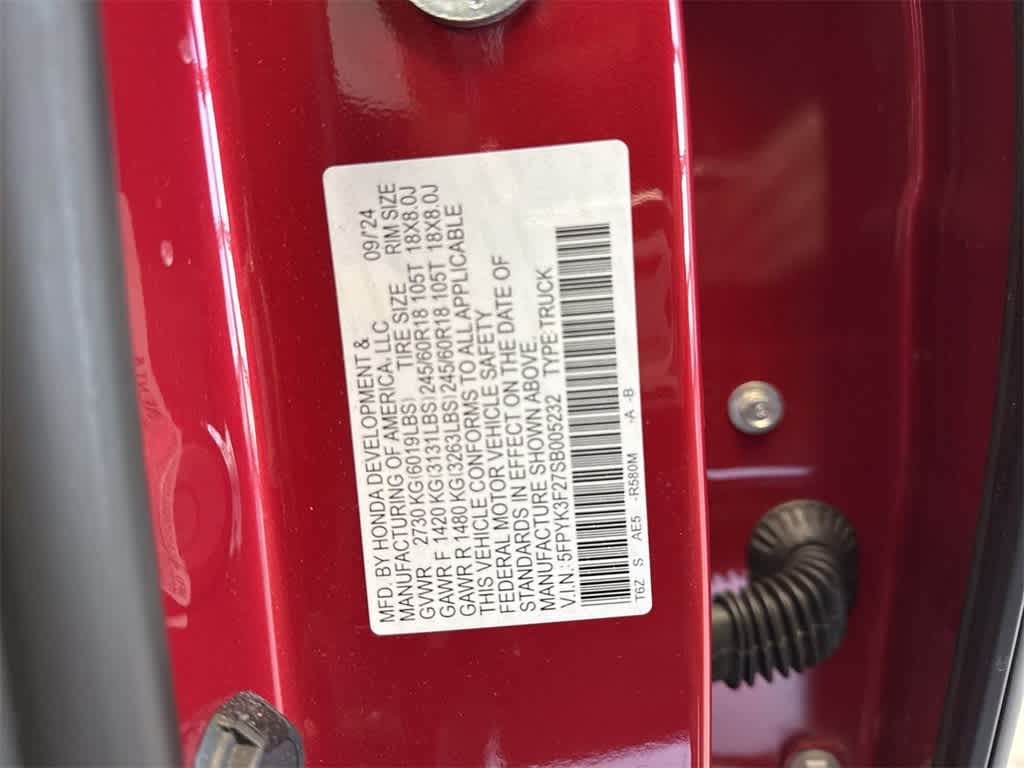 MFD. BY HONDA DEVELOPMENT &
MANUFACTURING OF AMERICA, LLC 09/'24
GVWR 2730 KG(6019LBS) TIRE SIZE RIM SIZE
GAWR F 1420 KG(3131LBS) 245/60R18 105T 18X8.0J
GAWR R 1480 KG(3263LBS) 245/60R18 105T 18X8.0J
THIS VEHICLE CONFORMS TO ALL APPLICABLE
FEDERAL MOTOR VEHICLE SAFETY
STANDARDS IN EFFECT ON THE DATE OF
MANUFACTURE SHOWN ABOVE.
V.I.N.: 5FPYK3F27SB005232 TYPE: TRUCK
T6Z S AE5 -R580M -A -B